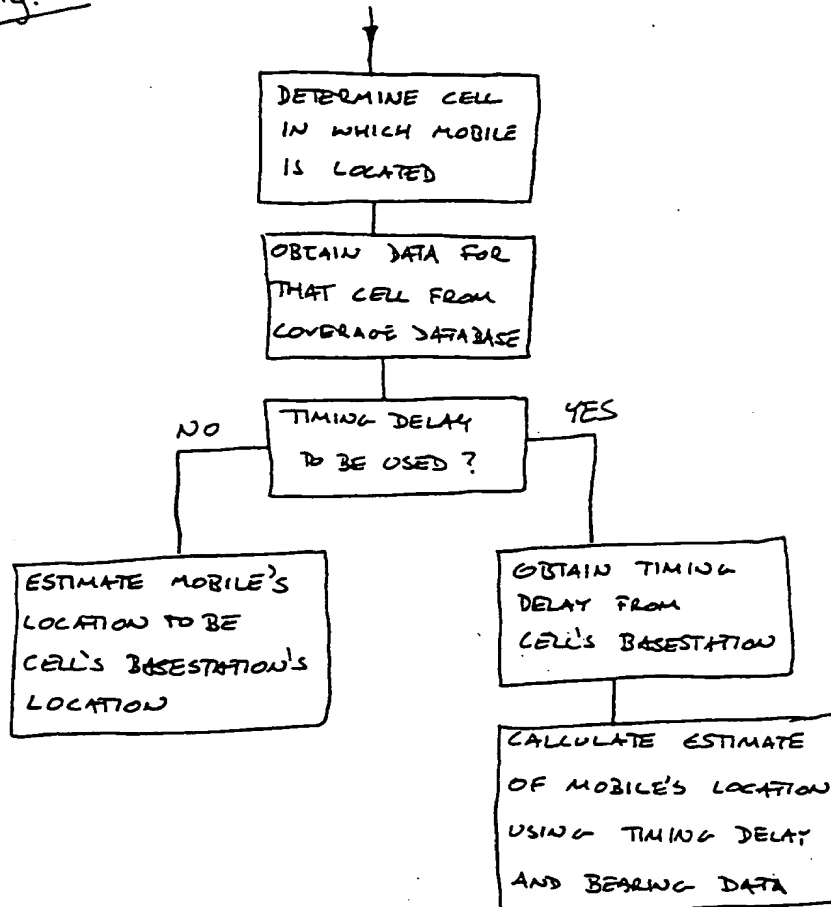 DETERMINE CELL
IN WHICH MOBILE
IS LOCATED
OBTAIN DATA FOR
THAT CELL FROM
COVERAGE DATABASE
TIMING DELAY
TO BE USED ?
NO
YES
ESTIMATE MOBILE'S
LOCATION TO BE
CELL'S BASESTATION'S
LOCATION
OBTAIN TIMING
DELAY FROM
CELL'S BASESTATION
CALCULATE ESTIMATE
OF MOBILE'S LOCATION
USING TIMING DELAY
AND BEARING DATA